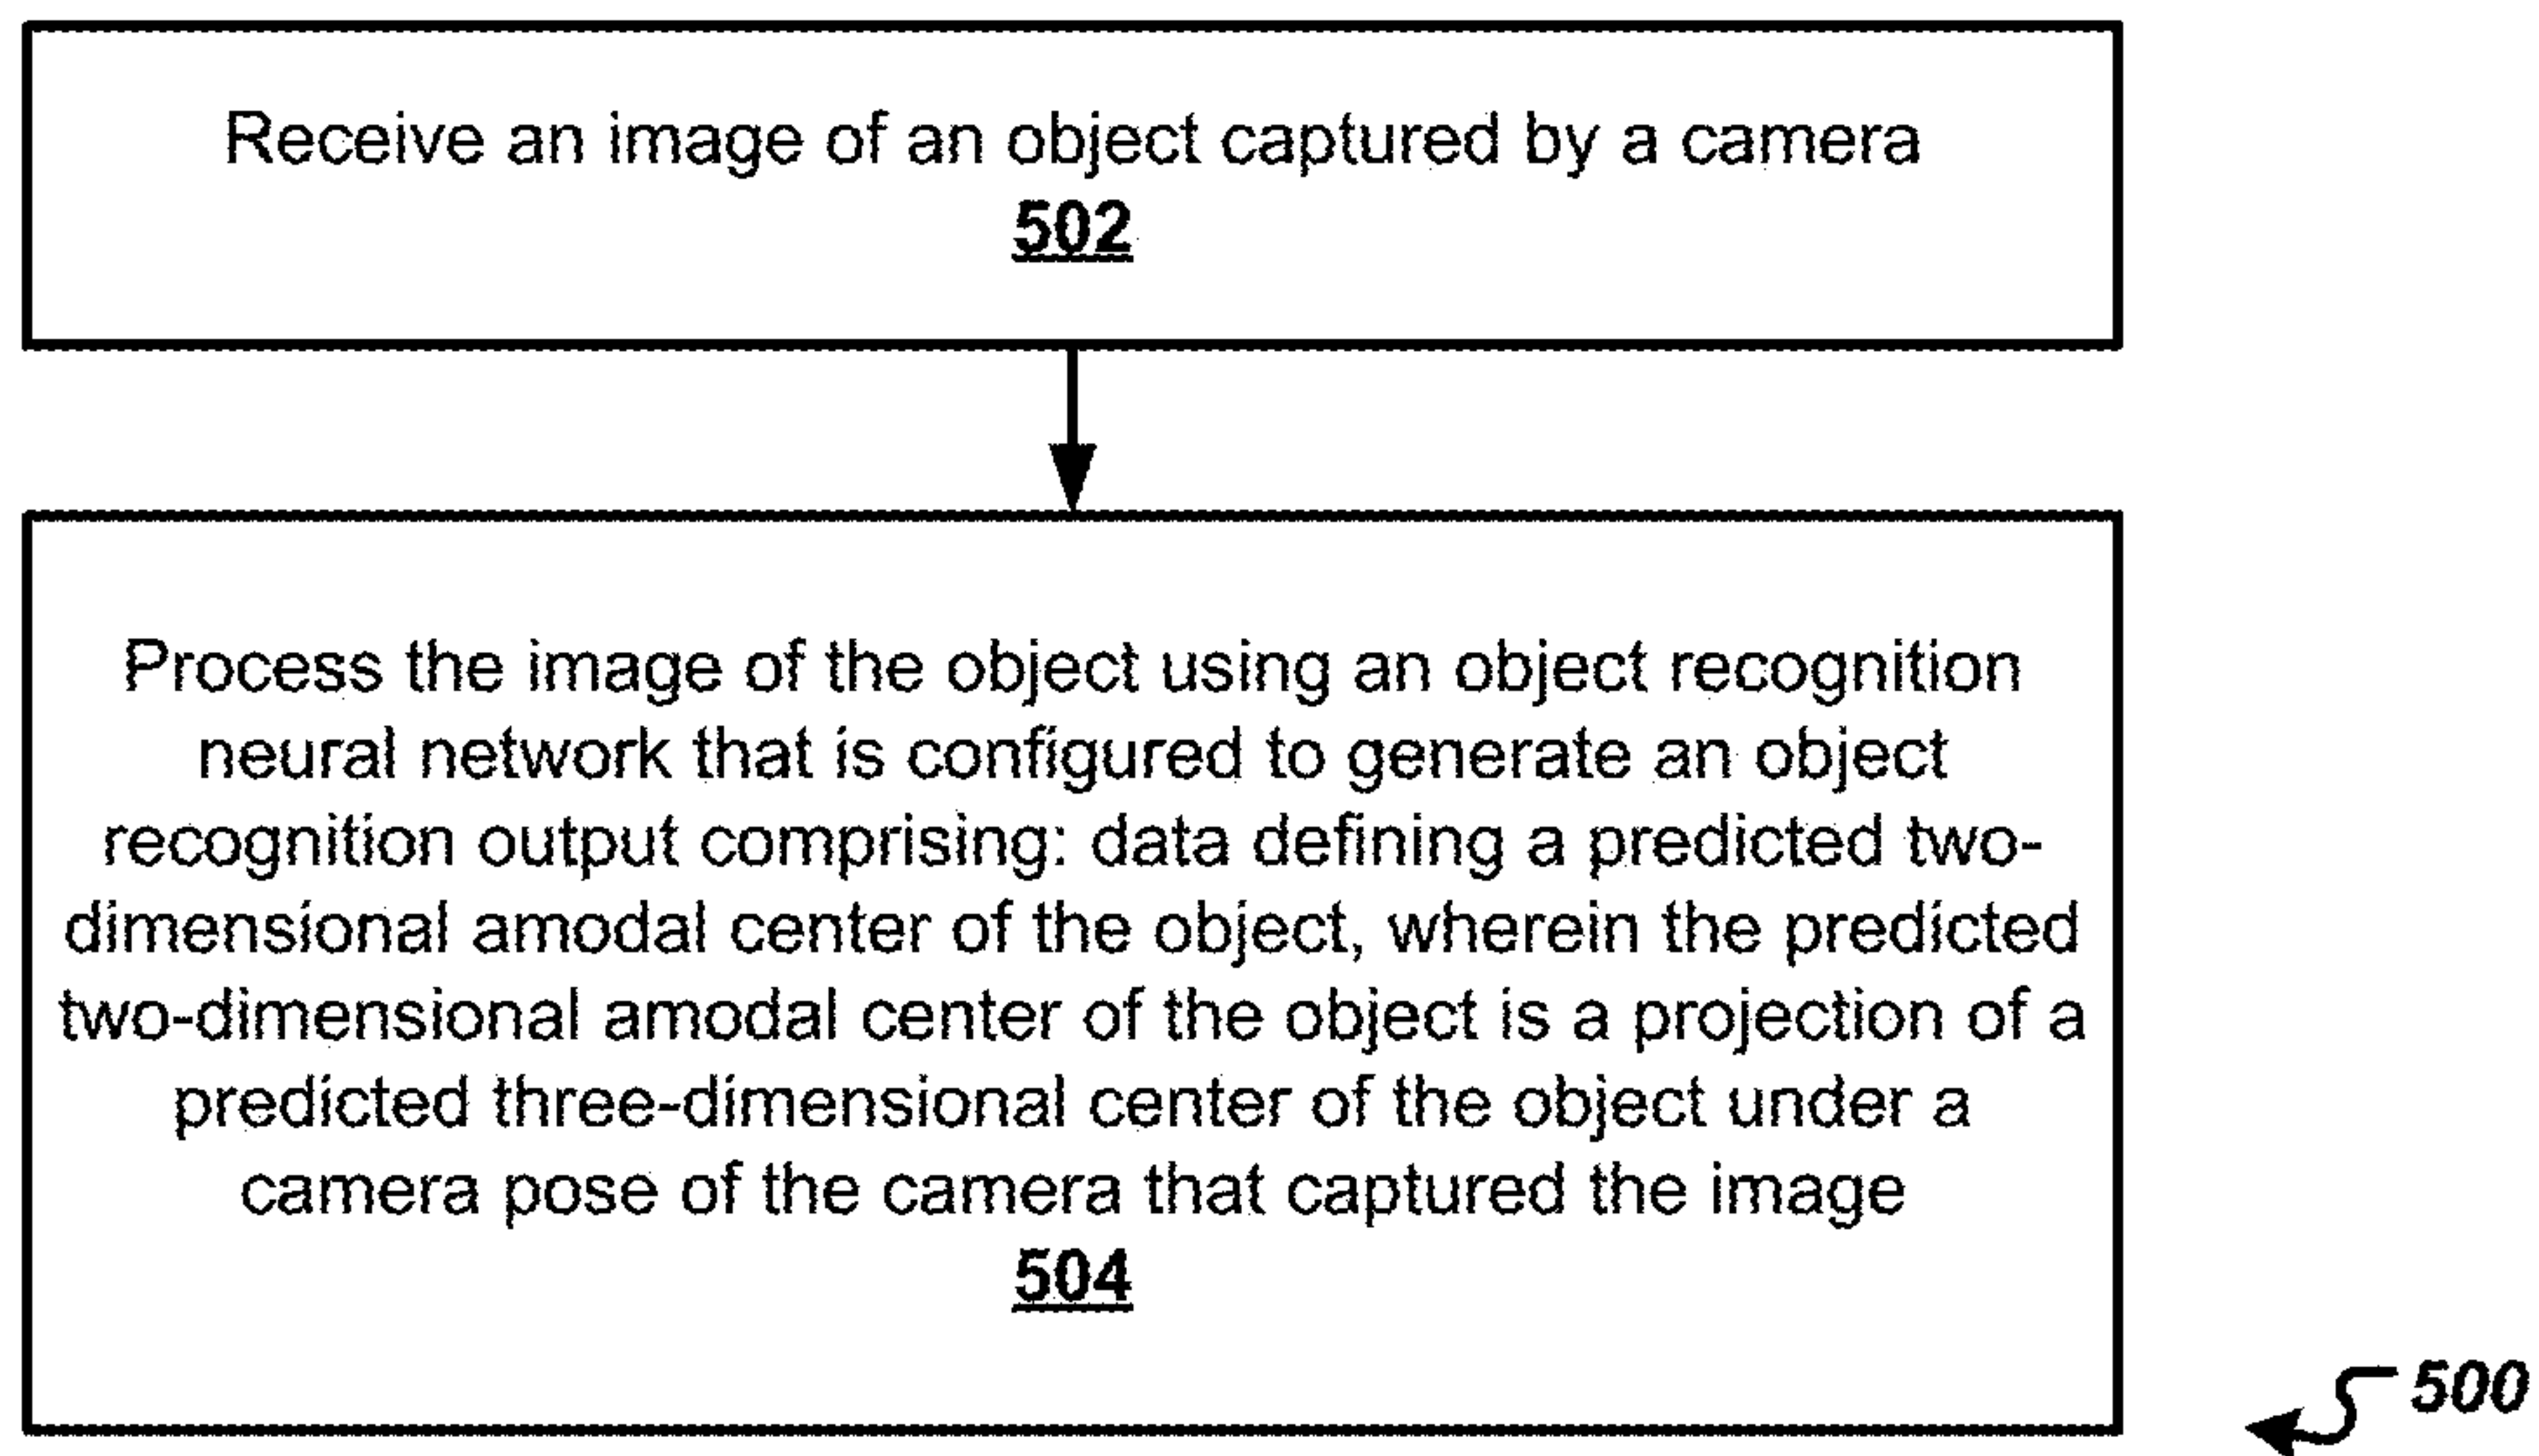 Receive an image of an object captured by a camera
502
Process the image of the object using an object recognition
neural network that is configured to generate an object
recognition output comprising: data defining a predicted two-
dimensional amodal center of the object, wherein the predicted
two-dimensional amodal center of the object is a projection of a
predicted three-dimensional center of the object under a
camera pose of the camera that captured the image
504
500